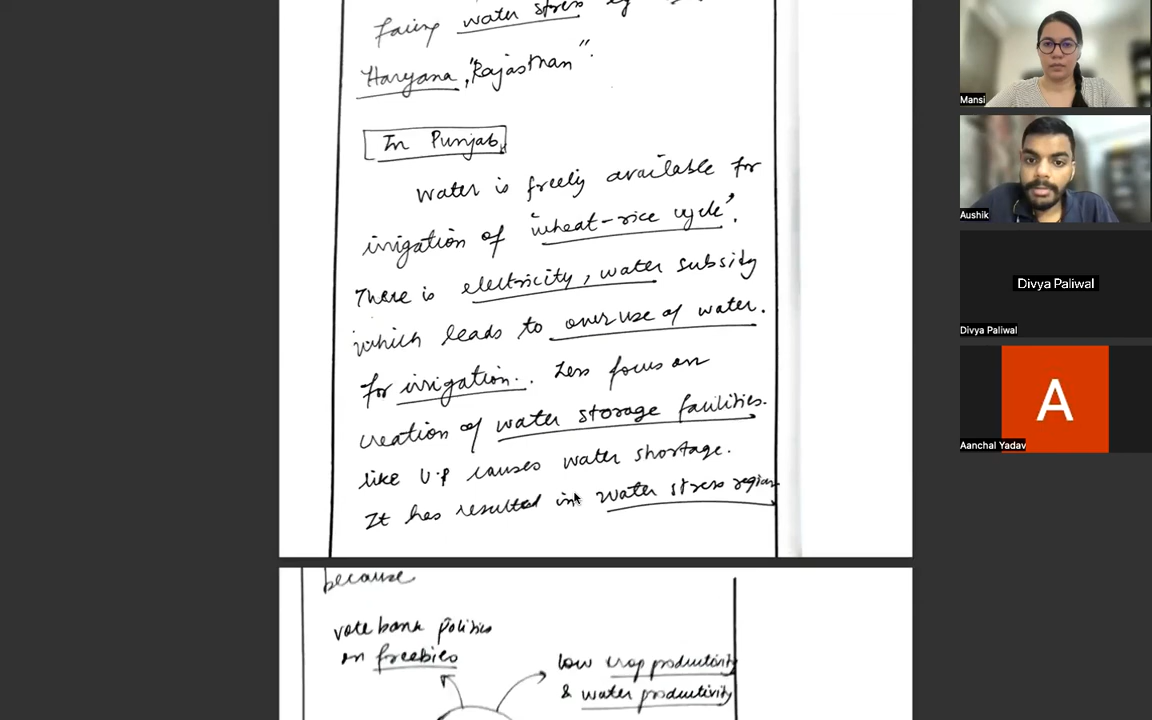 facing water stress eg
Haryana, "Rajasthan".
In Punjab,
Water is freely available for
irrigation of 'wheat-rice cycle'.
There is electricity, water subsidy
which leads to overuse of water.
for irrigation. Less focus on
creation of water storage facilities.
like U.P causes water shortage.
It has resulted in water stress region
because
vote bank politics
on freebies
low crop productivity
& water productivity
Mansi
Aushik
Divya Paliwal
Divya Paliwal
A
Aanchal Yadav